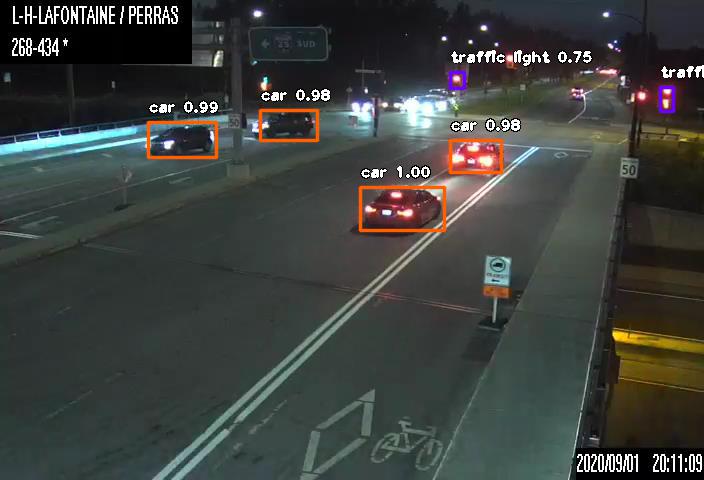 L-H-LAFONTAINE / PERRAS
268-434 *
25 SUD
traffic light 0.75
traffi
car 0.99
car 0.98
car 0.98
car 1.00
50
50
2020/09/01 20:11:09